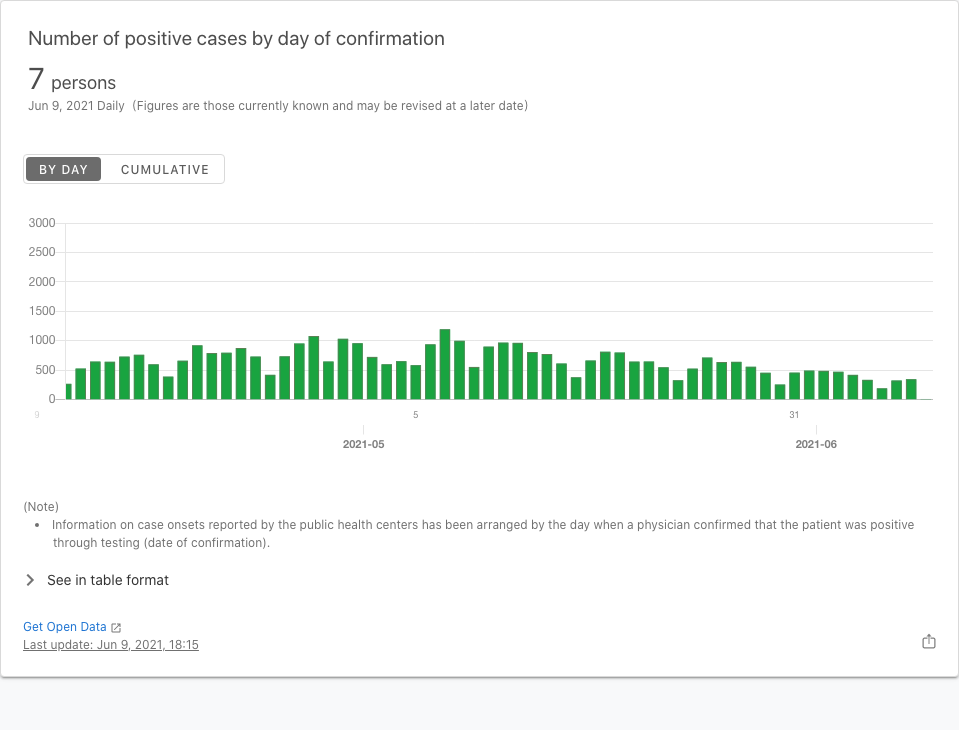 Number of positive cases by day of confirmation
7 persons
Jun 9, 2021 Daily (Figures are those currently known and may be revised at a later date)
BY DAY CUMULATIVE
3000
2500
2000
1500
1000
500
0
9 5 31
2021-05 2021-06
(Note)
• Information on case onsets reported by the public health centers has been arranged by the day when a physician confirmed that the patient was positive
through testing (date of confirmation).
See in table format
Get Open Data
Last update: Jun 9, 2021, 18:15